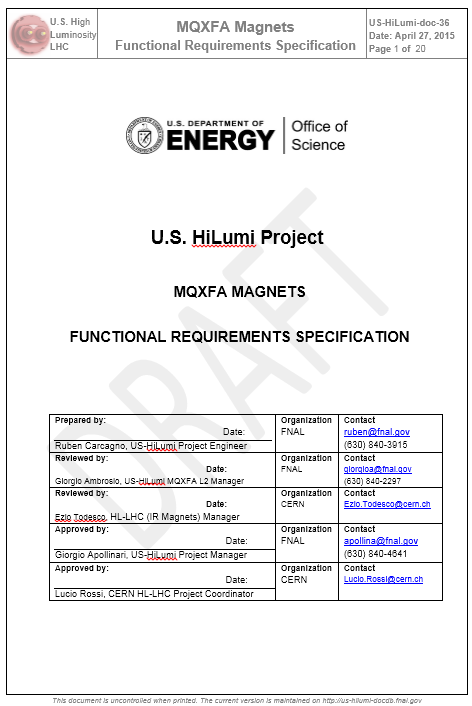 U.S. High
Luminosity
LHC
MQXFA Magnets
Functional Requirements Specification
US-HiLumi-doc-36
Date: April 27, 2015
Page 1 of 20
U.S. DEPARTMENT OF
ENERGY
Office of
Science
DRAFT
U.S. HiLumi Project
MQXFA MAGNETS
FUNCTIONAL REQUIREMENTS SPECIFICATION
Prepared by: Organization Contact
Date: FNAL ruben@fnal.gov
Ruben Carcagno, US-HiLumi Project Engineer (630) 840-3915
Reviewed by: Organization Contact
Date: FNAL giorgioa@fnal.gov
Giorgio Ambrosio, US-HiLumi MQXFA L2 Manager (630) 840-2297
Reviewed by: Organization Contact
Date: CERN Ezio.Todesco@cern.ch
Ezio Todesco, HL-LHC (IR Magnets) Manager
Approved by: Organization Contact
Date: FNAL apollina@fnal.gov
Giorgio Apollinari, US-HiLumi Project Manager (630) 840-4641
Approved by: Organization Contact
Date: CERN Lucio.Rossi@cern.ch
Lucio Rossi, CERN HL-LHC Project Coordinator
This document is uncontrolled when printed. The current version is maintained on http://us-hilumi-docdb.fnal.gov